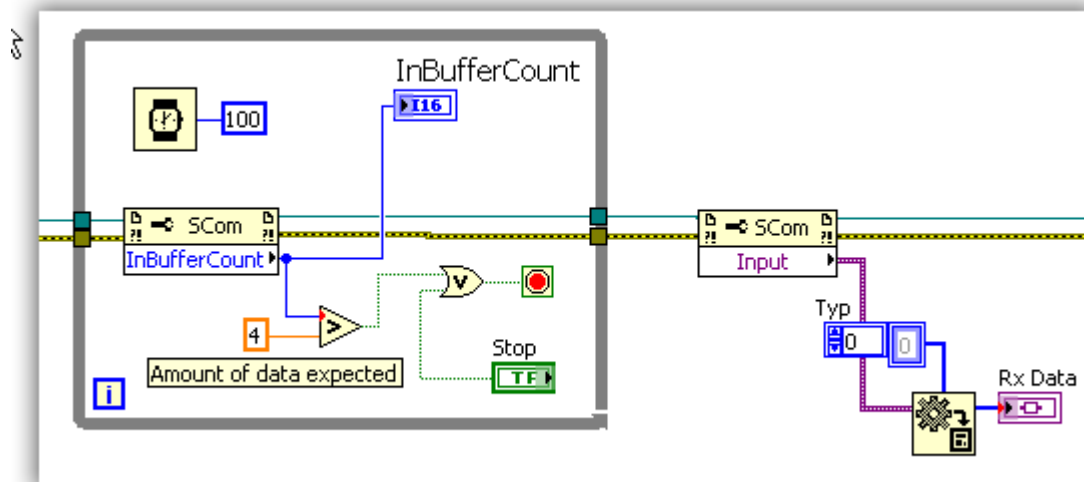 InBufferCount
I16
100
SCom
InBufferCount
SCom
Input
4
>
V
Stop
TF
Amount of data expected
i
Typ
0
0
Rx Data